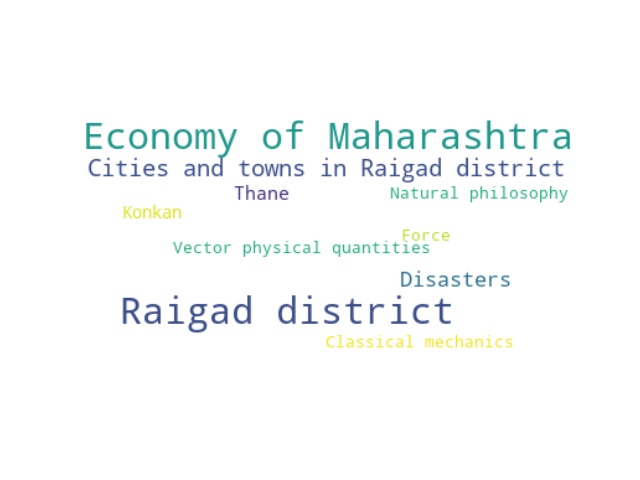 Economy of Maharashtra
Cities and towns in Raigad district
Thane
Natural philosophy
Konkan
Force
Vector physical quantities
Disasters
Raigad district
Classical mechanics